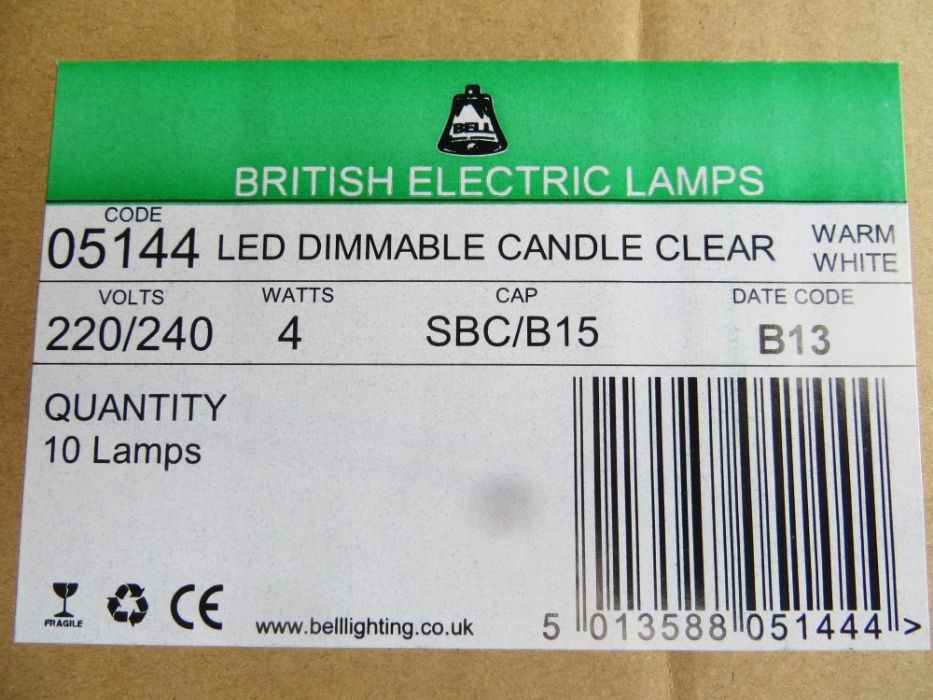 BELL
BRITISH ELECTRIC LAMPS
CODE
05144 LED DIMMABLE CANDLE CLEAR WARM WHITE
VOLTS WATTS CAP DATE CODE
220/240 4 SBC/B15 B13
QUANTITY
10 Lamps
FRAGILE CE www.belllighting.co.uk
5 013588 051444 >